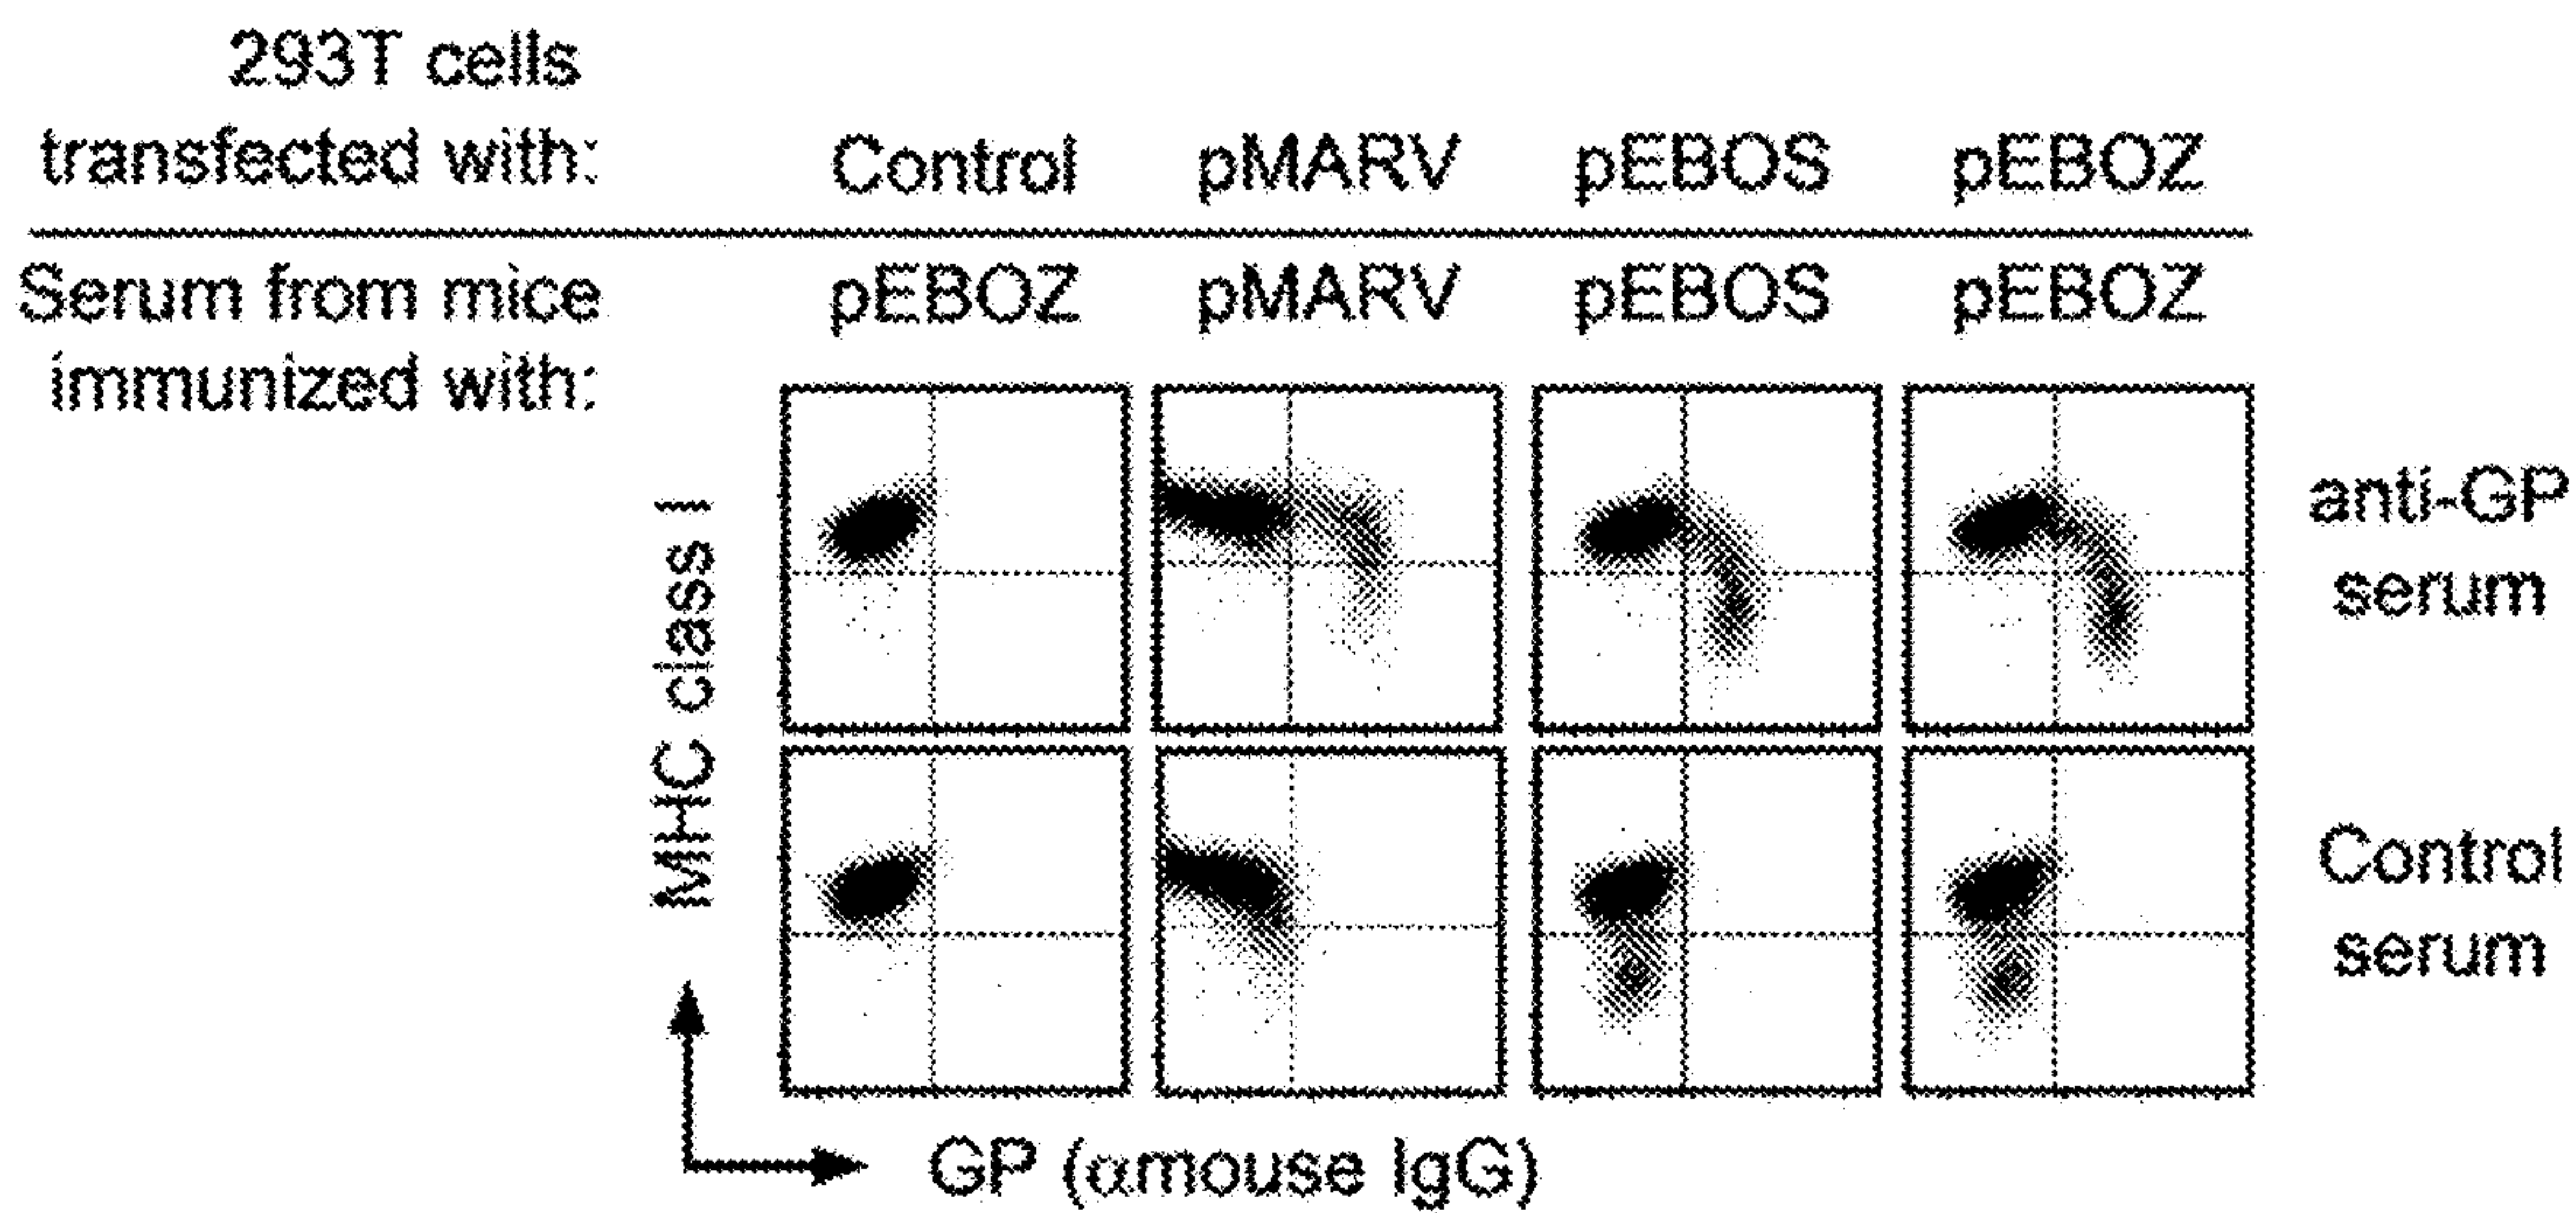 293T cells
transfected with:
Control pMARV pEBOS pEBOZ
Serum from mice
immunized with:
pEBOZ pMARV pEBOS pEBOZ
MHC class I
anti-GP
serum
Control
serum
GP (αmouse IgG)